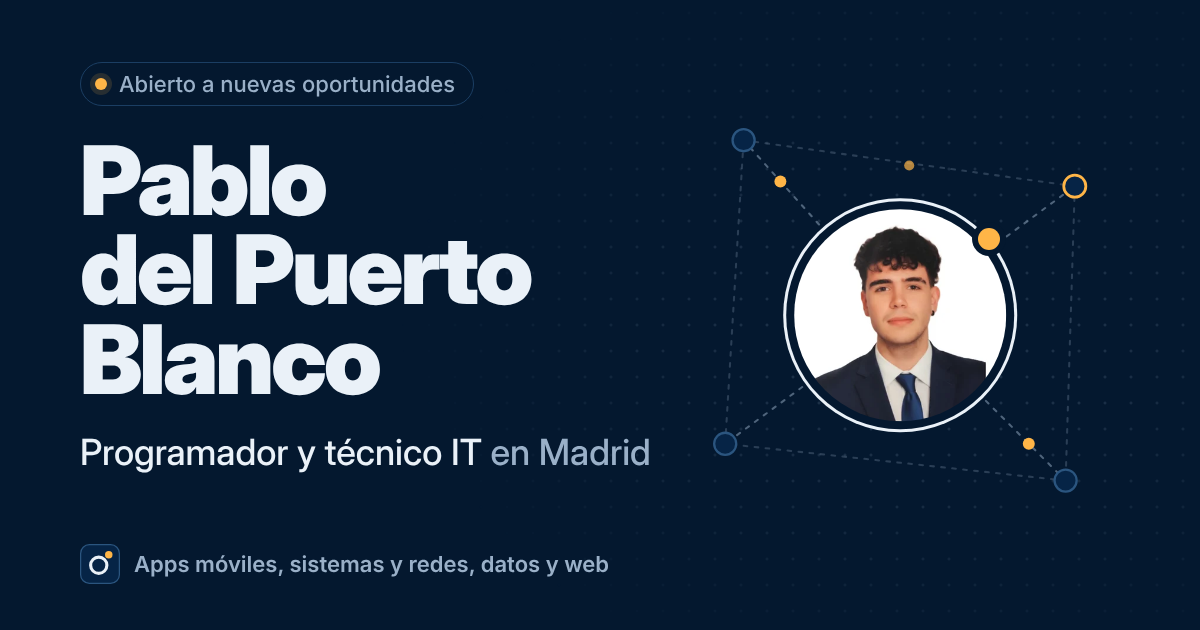 Abierto a nuevas oportunidades
Pablo
del Puerto
Blanco
Programador y técnico IT en Madrid
Apps móviles, sistemas y redes, datos y web